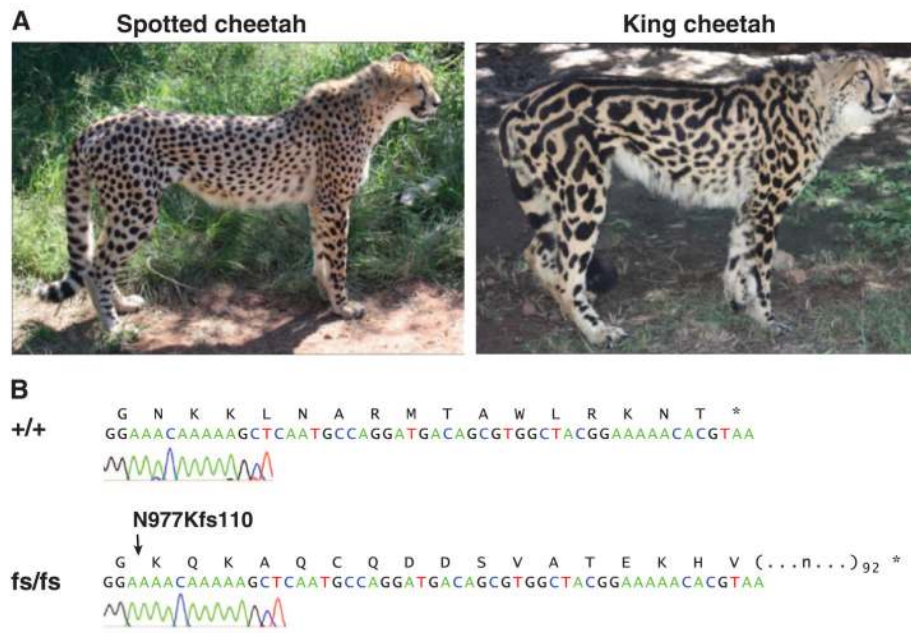 A
Spotted cheetah King cheetah
B
G N K K L N A R M T A W L R K N T *
+/+
GGAAACAAAAAGCTCAATGCCAGGATGACAGCGTGGCTACGGAAAAACACGTAA
N977Kfs110
G K Q K A Q C Q D D S V A T E K H V (...n...)92 *
fs/fs
GGAAAACAAAAAGCTCAATGCCAGGATGACAGCGTGGCTACGGAAAAACACGTAA